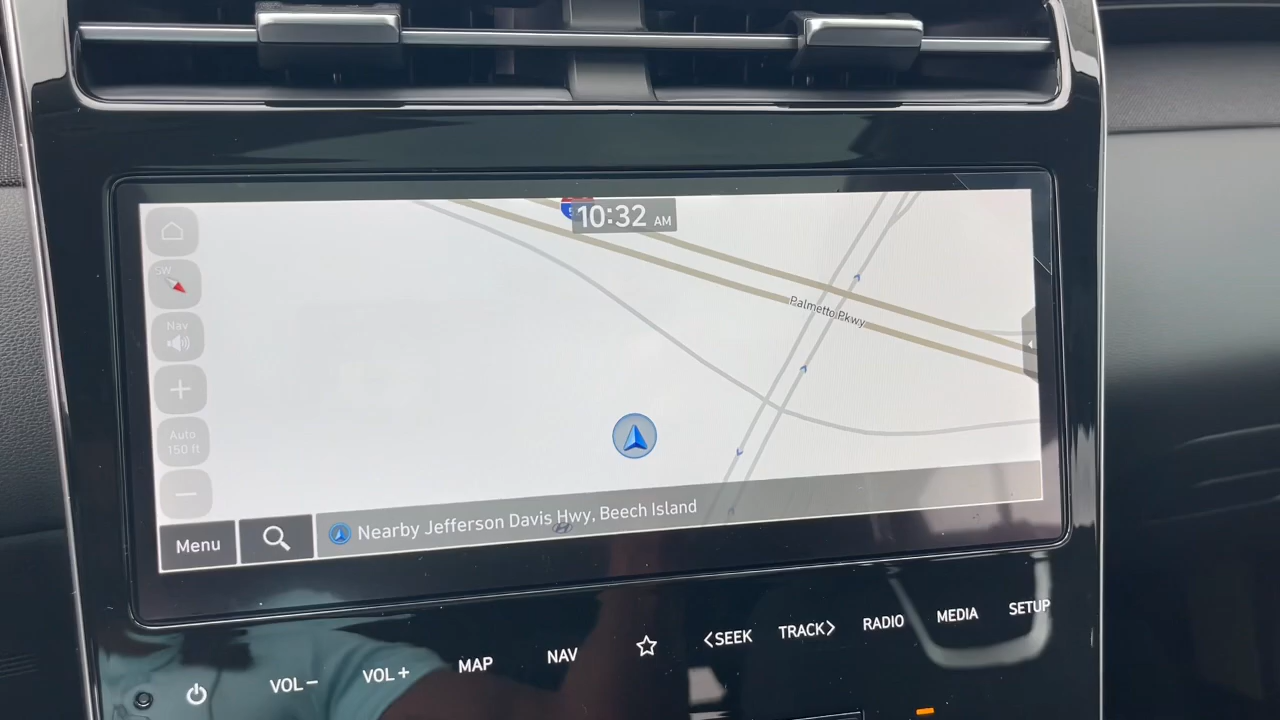 10:32 AM
SW
Nav
Palmetto Pkwy
Auto
150 ft
Menu
Nearby Jefferson Davis Hwy, Beech Island
VOL− VOL+ MAP NAV <SEEK TRACK> RADIO MEDIA SETUP